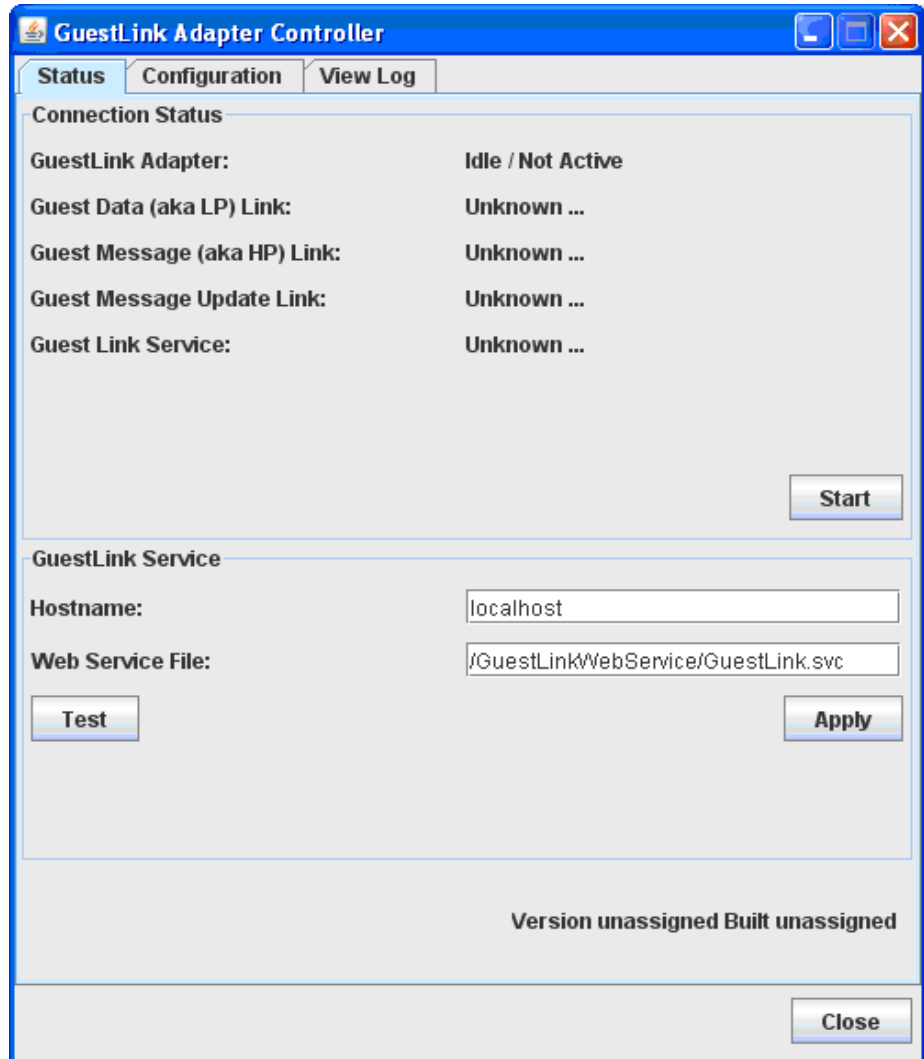 GuestLink Adapter Controller
Status Configuration View Log
Connection Status
GuestLink Adapter: Idle / Not Active
Guest Data (aka LP) Link: Unknown ...
Guest Message (aka HP) Link: Unknown ...
Guest Message Update Link: Unknown ...
Guest Link Service: Unknown ...
Start
GuestLink Service
Hostname: localhost
Web Service File: /GuestLinkWebService/GuestLink.svc
Test Apply
Version unassigned Built unassigned
Close